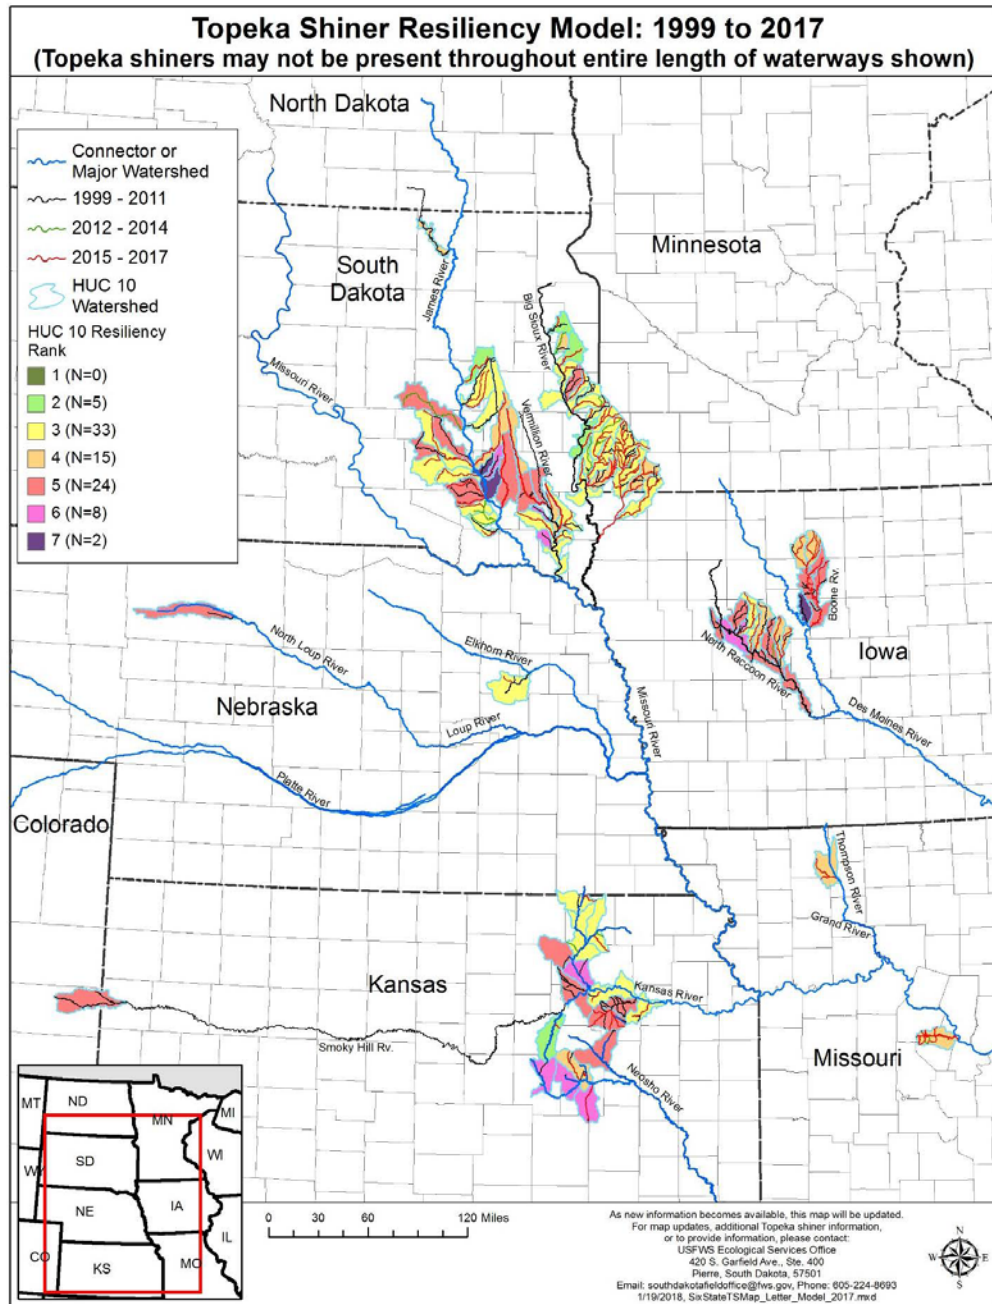 Topeka Shiner Resiliency Model: 1999 to 2017
(Topeka shiners may not be present throughout entire length of waterways shown)
North Dakota
Connector or
Major Watershed
1999 - 2011
2012 - 2014
2015 - 2017
HUC 10
Watershed
HUC 10 Resiliency
Rank
1 (N=0)
2 (N=5)
3 (N=33)
4 (N=15)
5 (N=24)
6 (N=8)
7 (N=2)
Minnesota
South
Dakota
James River
Big Sioux River
Missouri River
Vermillion River
Boone Rv.
North Raccoon River
Iowa
Des Moines River
North Loup River
Elkhorn River
Nebraska
Loup River
Missouri River
Platte River
Colorado
Thompson River
Grand River
Kansas
Kansas River
Smoky Hill Rv.
Neosho River
Missouri
MT
ND
MN
MI
WY
SD
WI
NE
IA
IL
CO
KS
MO
0 30 60 120 Miles
As new information becomes available, this map will be updated.
For map updates, additional Topeka shiner information,
or to provide information, please contact:
USFWS Ecological Services Office
420 S. Garfield Ave., Ste. 400
Pierre, South Dakota, 57501
Email: southdakotafieldoffice@fws.gov, Phone: 605-224-8693
1/19/2018, SixStateTSMap_Letter_Model_2017.mxd
N
W E
S